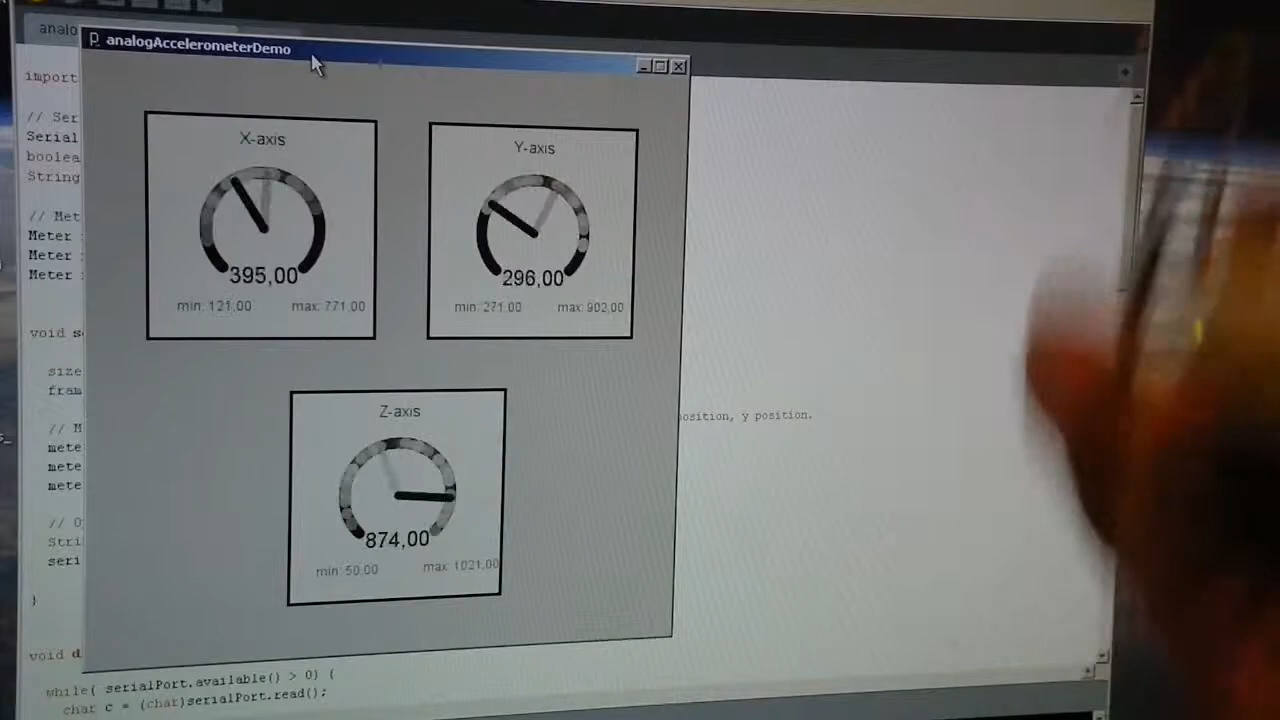 analo
analogAccelerometerDemo
import
// Ser
Serial
boolea
String
// Met
Meter
Meter
Meter
void s
size
fram
// M
mete
mete
mete
// O
Stri
seri
}
void d
while( serialPort.available() > 0) {
char c = (char)serialPort.read();
X-axis
395,00
min: 121,00 max: 771,00
Y-axis
296,00
min: 271,00 max: 902,00
Z-axis
874,00
min: 50,00 max: 1021,00
position, y position.